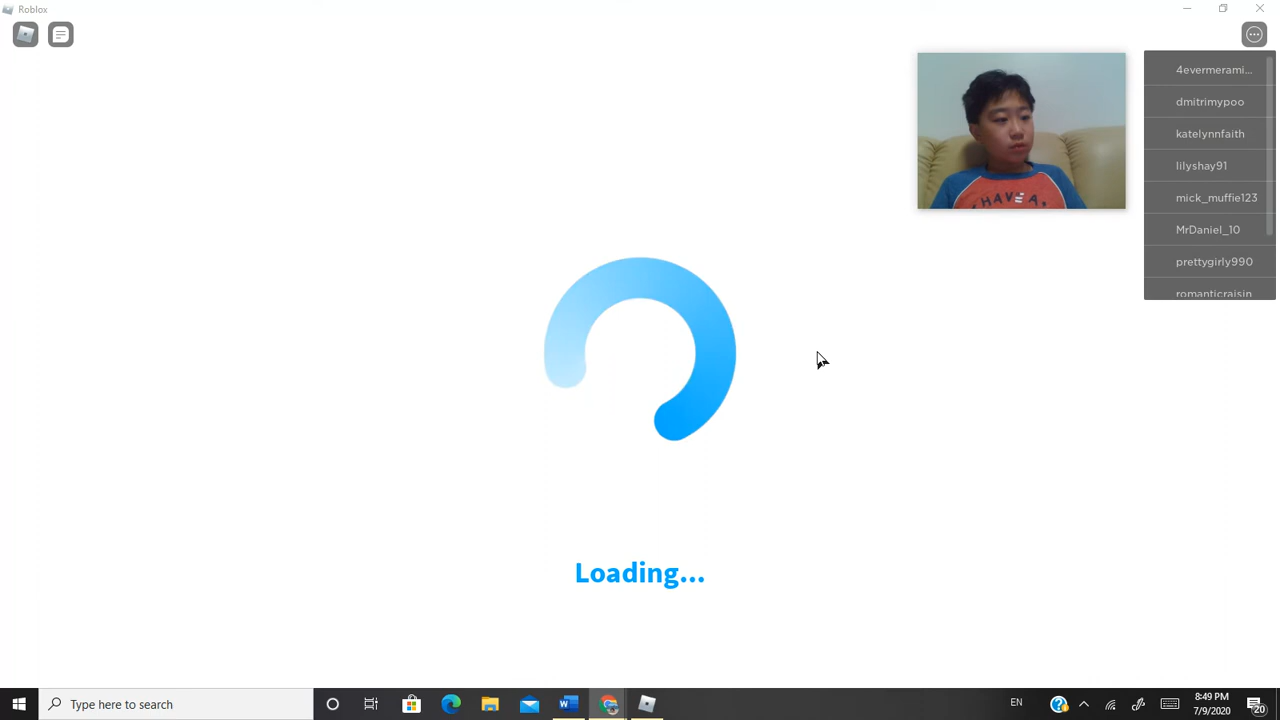 Roblox
4evermerami...
dmitrimypoo
katelynnfaith
lilyshay91
mick_muffie123
MrDaniel_10
prettygirly990
romanticraisin
HAVE A
Loading...
Type here to search
EN
8:49 PM
7/9/2020
20